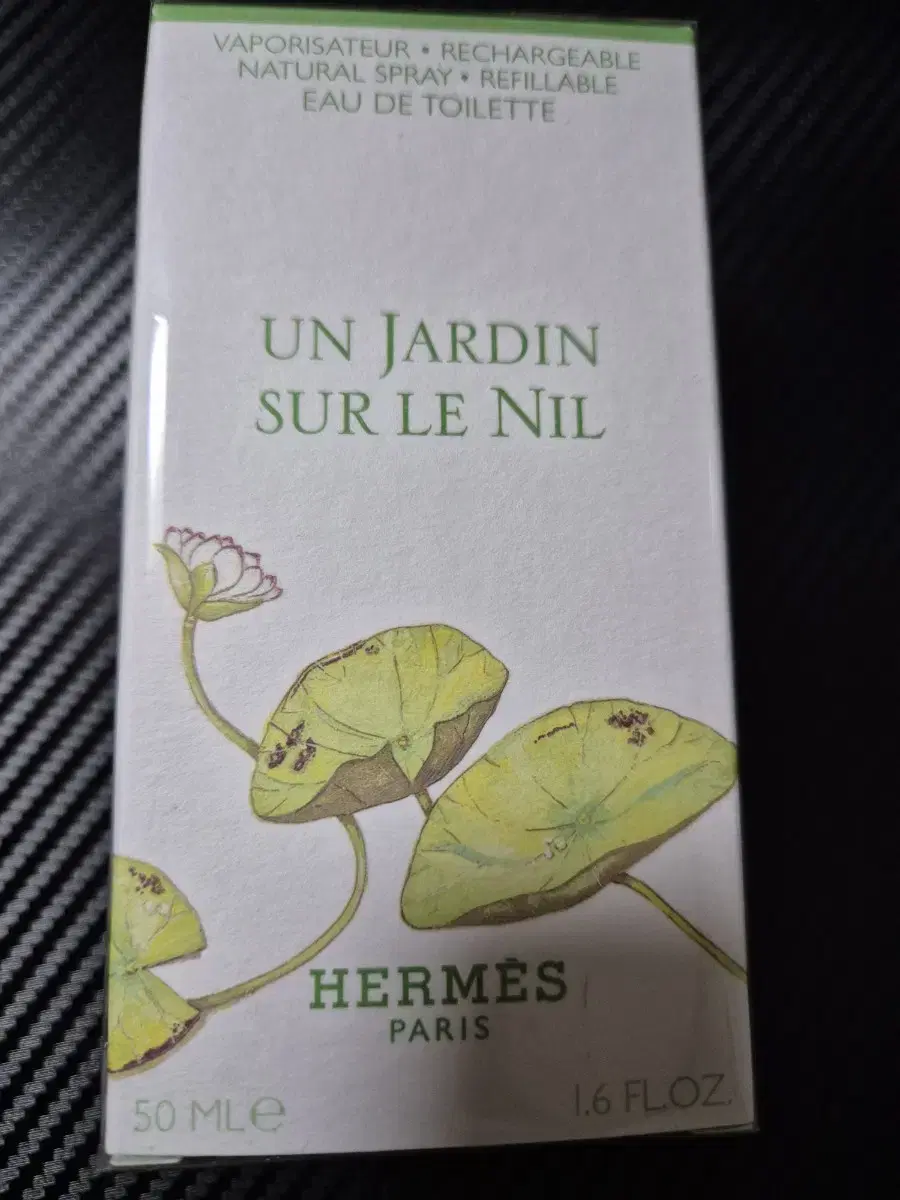 VAPORISATEUR • RECHARGEABLE
NATURAL SPRAY • REFILLABLE
EAU DE TOILETTE
UN JARDIN
SUR LE NIL
HERMÈS
PARIS
50 ML ℮
1.6 FL.OZ.